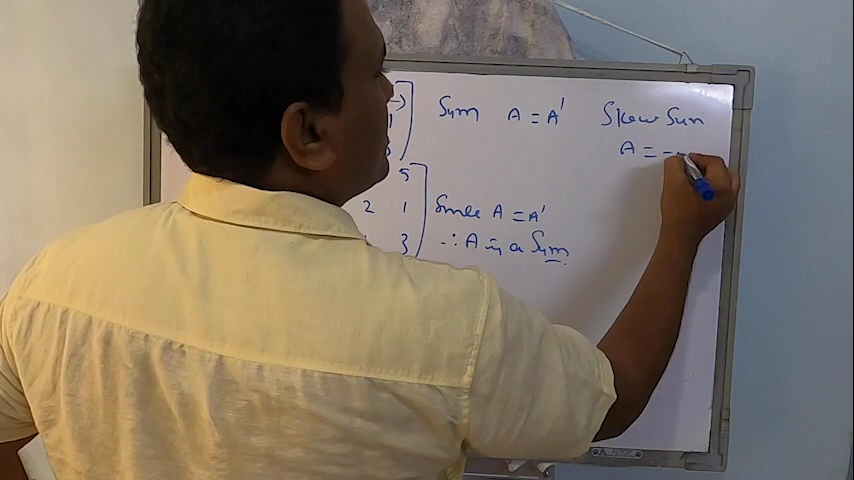 Sym A = A' Skew Sym
A = -
5
2 1
3
Since A = A'
∴ A is a Sym